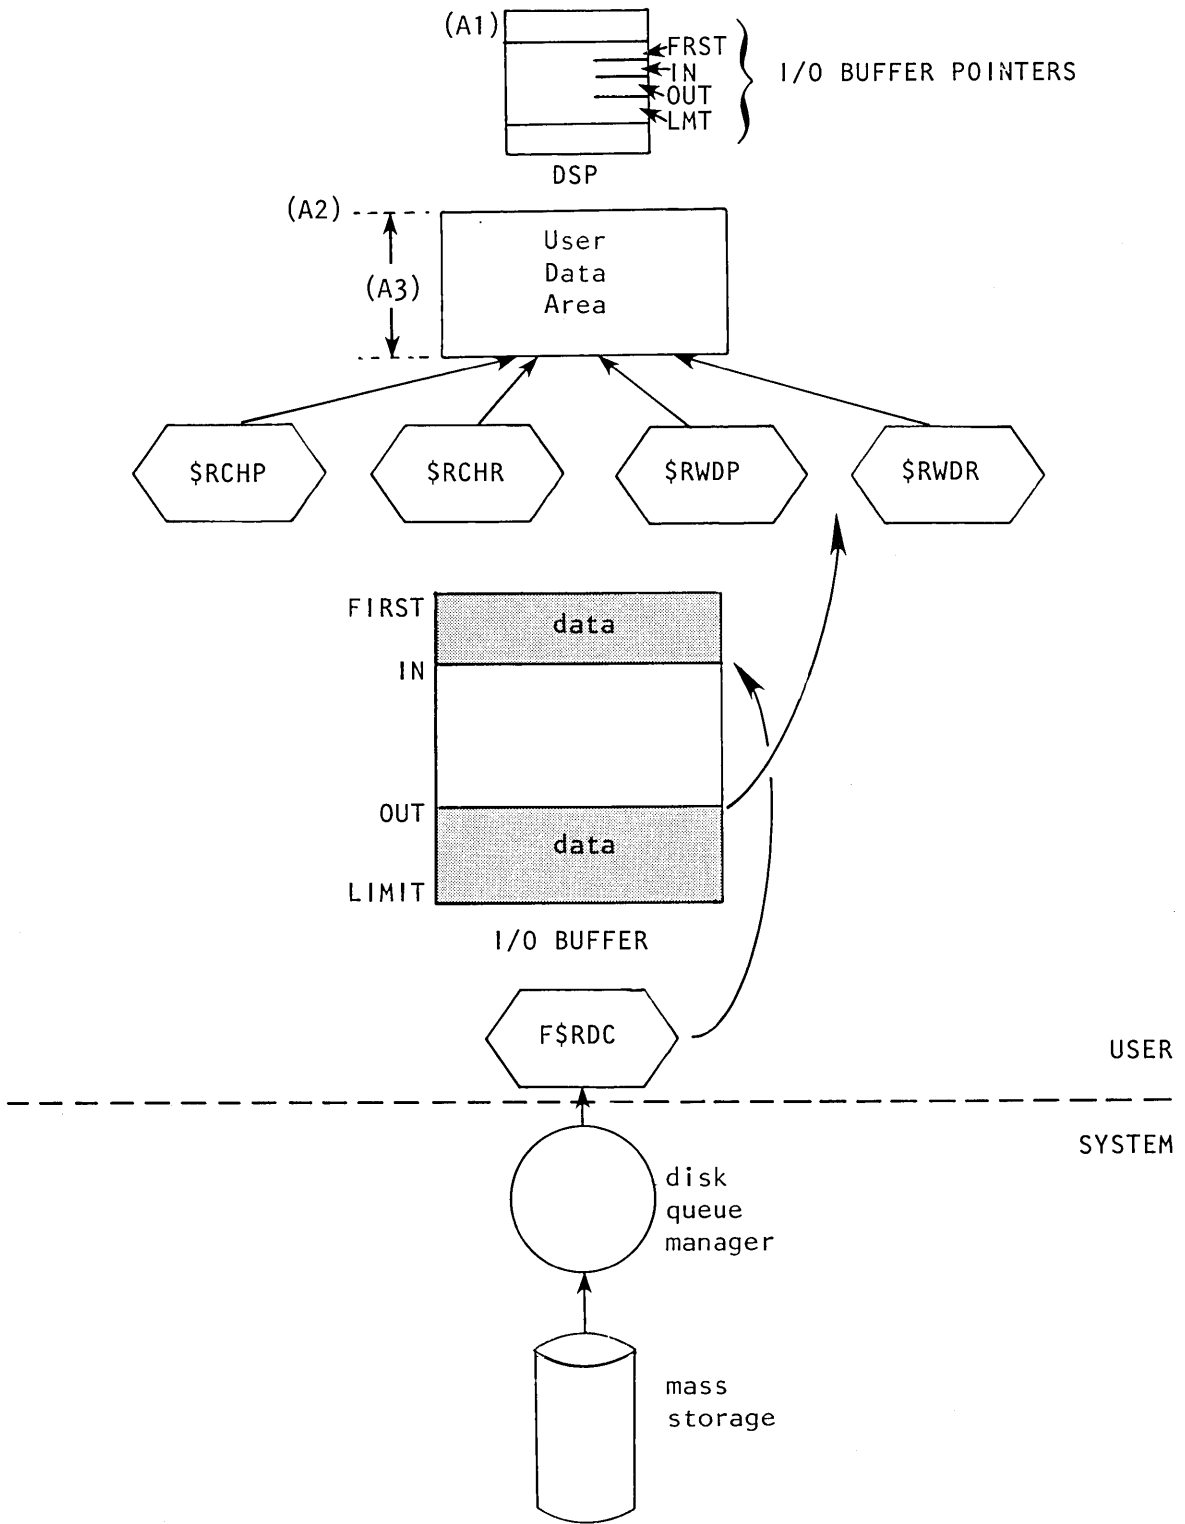 (A1)
FRST
IN
OUT
LMT
I/O BUFFER POINTERS
DSP
(A2)
(A3)
User
Data
Area
$RCHP
$RCHR
$RWDP
$RWDR
FIRST
data
IN
OUT
data
LIMIT
I/O BUFFER
F$RDC
USER
SYSTEM
disk
queue
manager
mass
storage